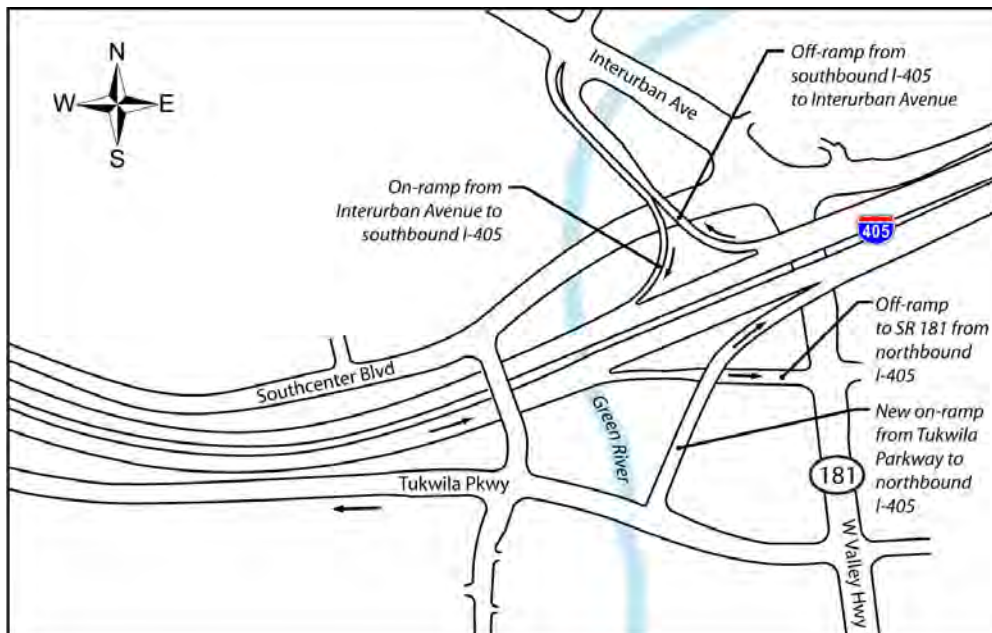 N
W E
S
Interurban Ave
Off-ramp from
southbound I-405
to Interurban Avenue
On-ramp from
Interurban Avenue to
southbound I-405
405
Off-ramp
to SR 181 from
northbound
I-405
Southcenter Blvd
Green River
New on-ramp
from Tukwila
Parkway to
northbound
I-405
Tukwila Pkwy
181
W Valley Hwy